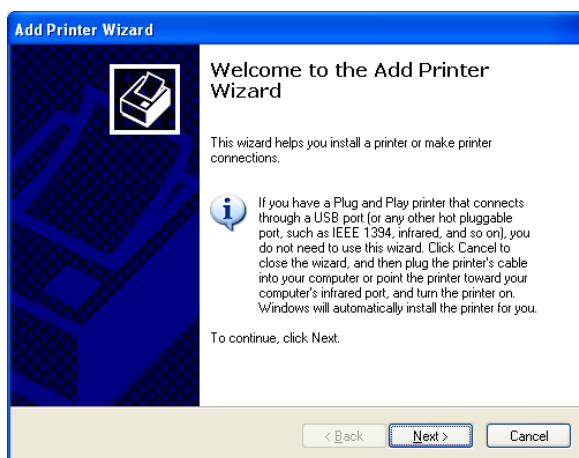 Add Printer Wizard
Welcome to the Add Printer
Wizard
This wizard helps you install a printer or make printer
connections.
If you have a Plug and Play printer that connects
through a USB port (or any other hot pluggable
port, such as IEEE 1394, infrared, and so on), you
do not need to use this wizard. Click Cancel to
close the wizard, and then plug the printer's cable
into your computer or point the printer toward your
computer's infrared port, and turn the printer on.
Windows will automatically install the printer for you.
To continue, click Next.
< Back Next > Cancel